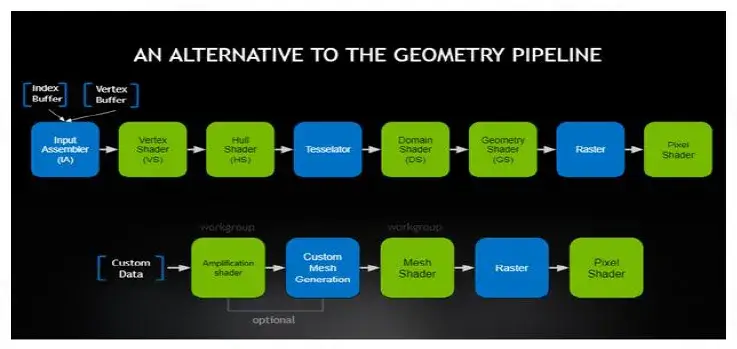 AN ALTERNATIVE TO THE GEOMETRY PIPELINE
Index
Buffer
Vertex
Buffer
Input
Assembler
(IA)
Vertex
Shader
(VS)
Hull
Shader
(HS)
Tesselator
Domain
Shader
(DS)
Geometry
Shader
(GS)
Raster
Pixel
Shader
workgroup
workgroup
Custom
Data
Amplification
shader
Custom
Mesh
Generation
Mesh
Shader
Raster
Pixel
Shader
optional